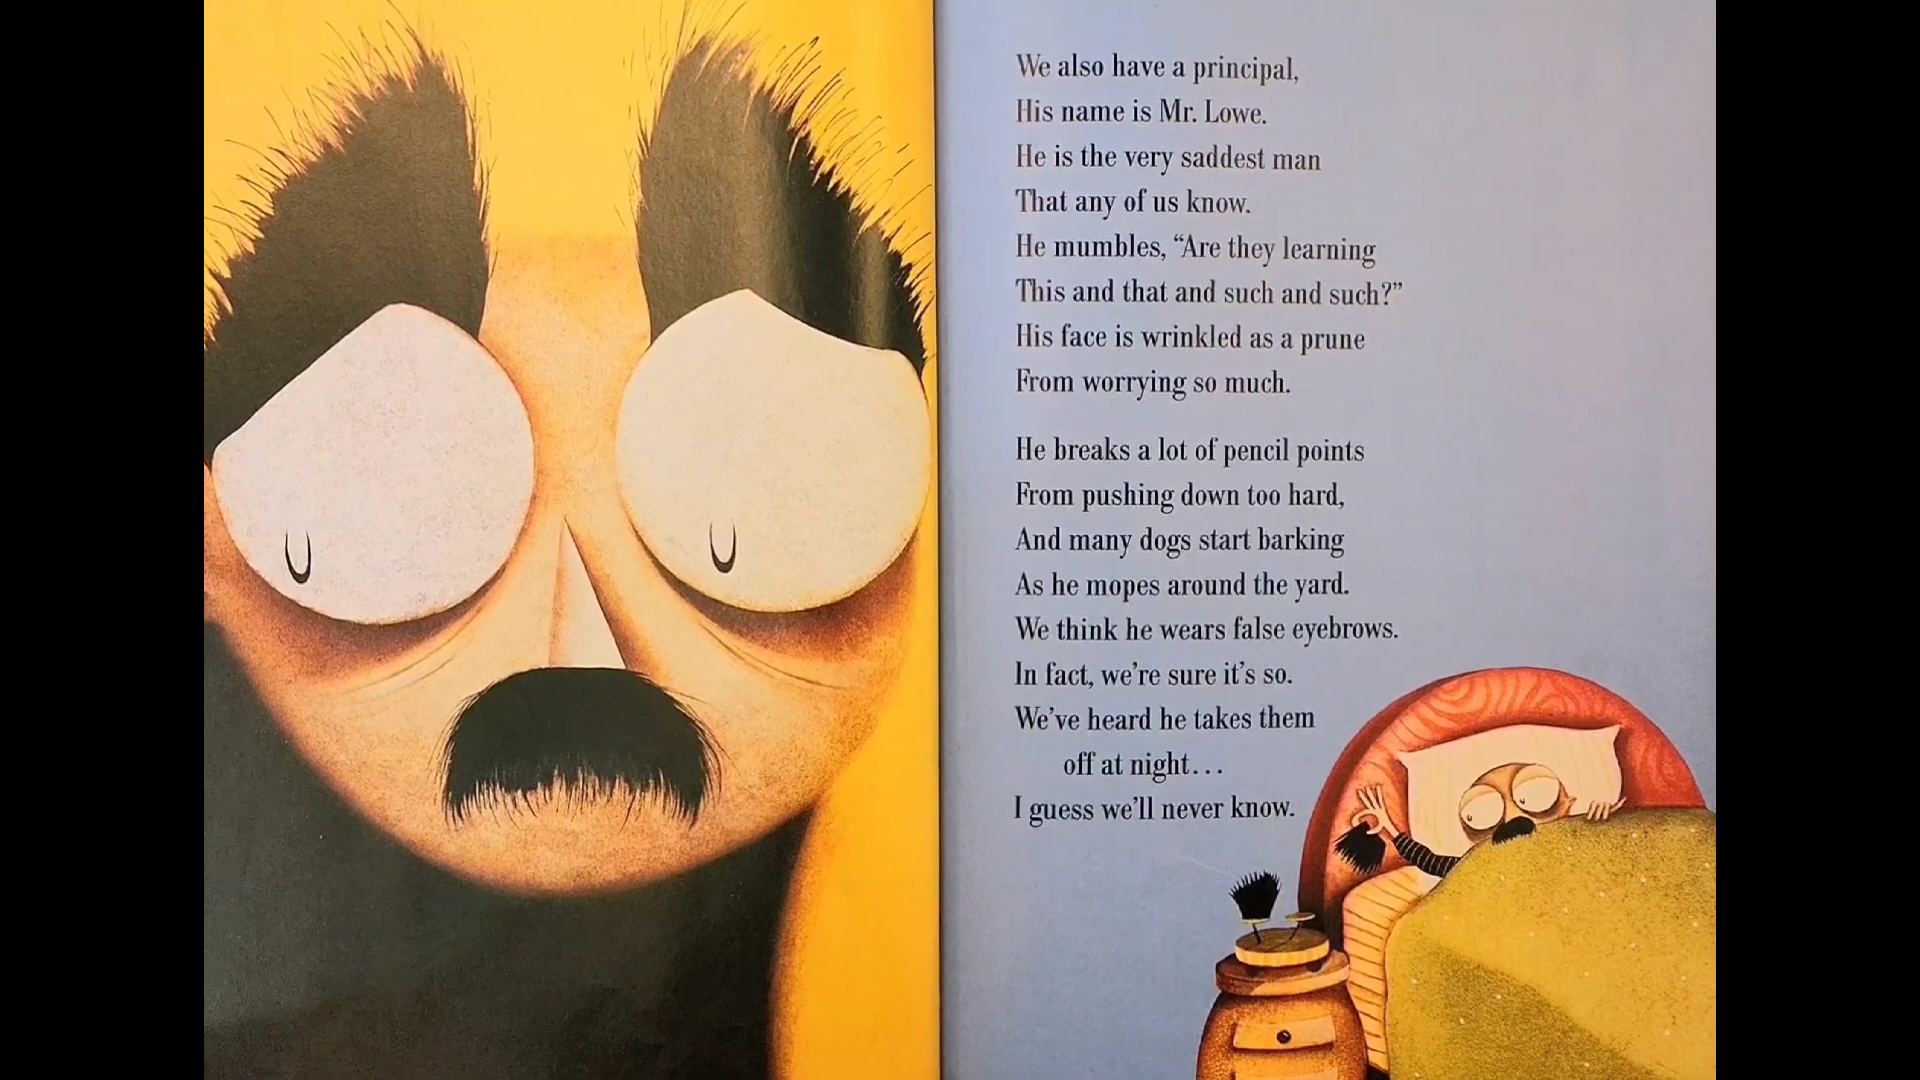 We also have a principal,
His name is Mr. Lowe.
He is the very saddest man
That any of us know.
He mumbles, “Are they learning
This and that and such and such?”
His face is wrinkled as a prune
From worrying so much.
He breaks a lot of pencil points
From pushing down too hard,
And many dogs start barking
As he mopes around the yard.
We think he wears false eyebrows.
In fact, we’re sure it’s so.
We’ve heard he takes them
off at night…
I guess we’ll never know.